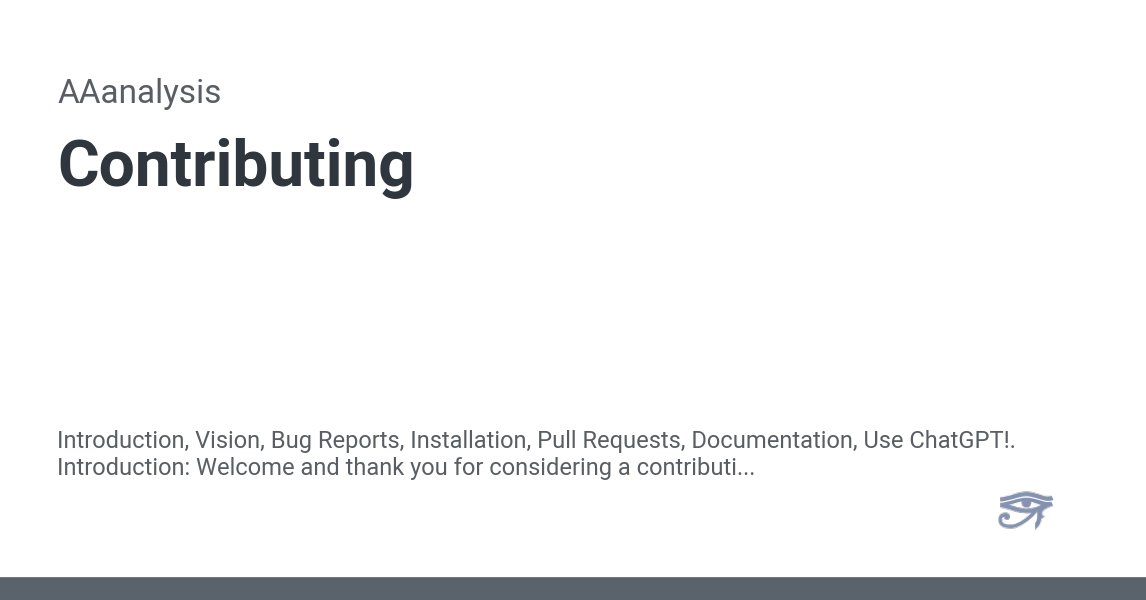 AAanalysis
Contributing
Introduction, Vision, Bug Reports, Installation, Pull Requests, Documentation, Use ChatGPT!.
Introduction: Welcome and thank you for considering a contributi...